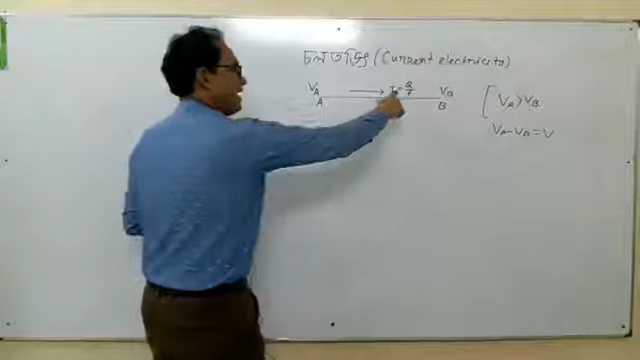 চল তড়িৎ (Current electricity)
V_A → I = Q/t V_B
A B
[ V_A > V_B
V_A - V_B = V